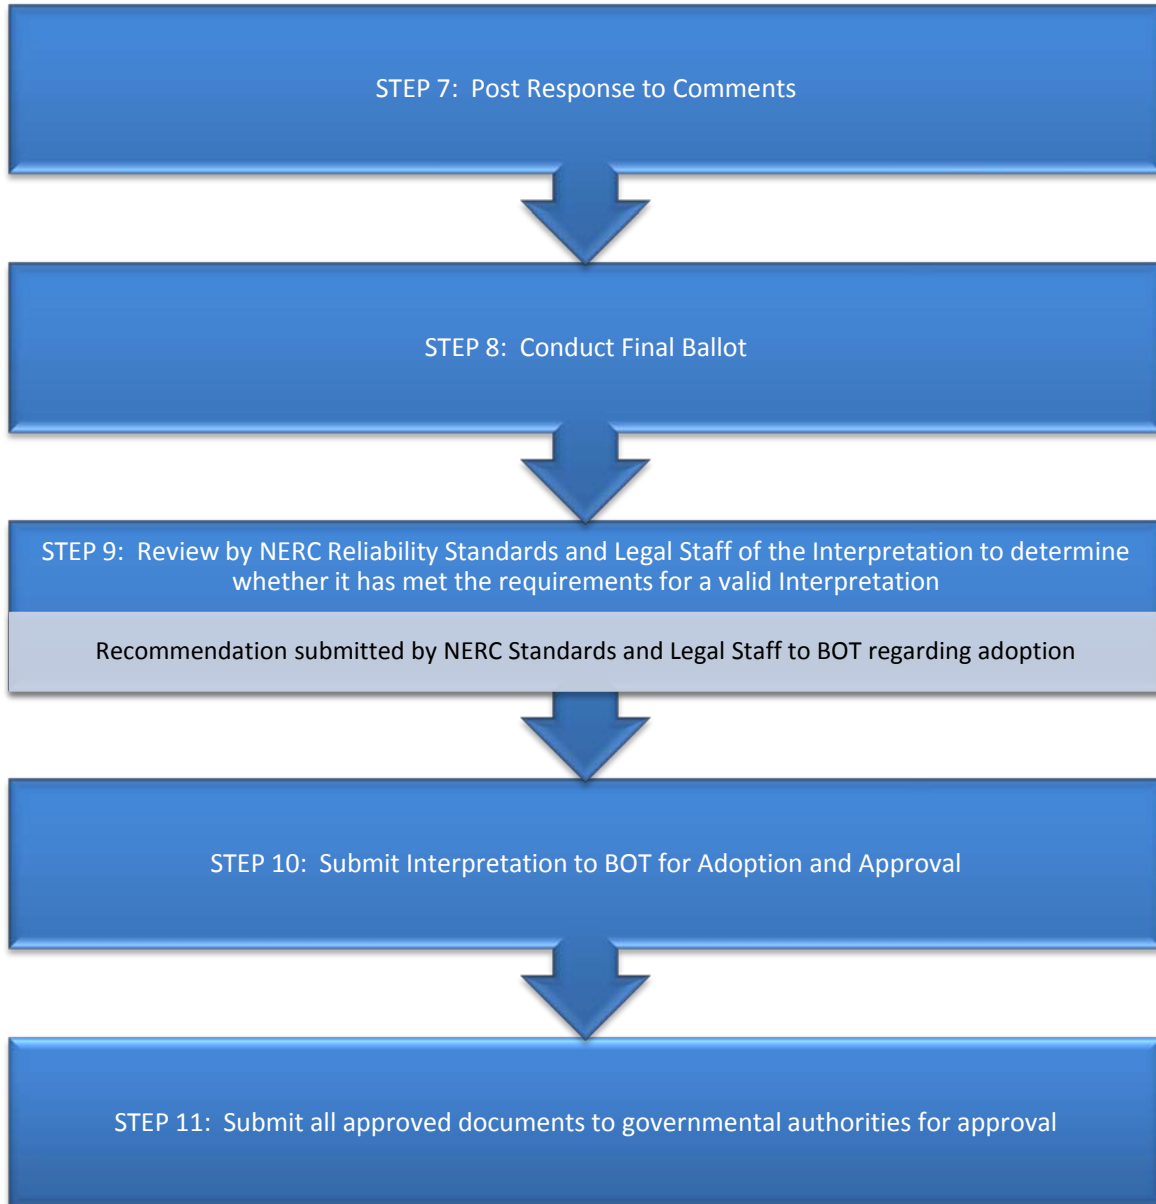 STEP 7:  Post Response to Comments
STEP 8:  Conduct Final Ballot
STEP 9:  Review by NERC Reliability Standards and Legal Staff of the Interpretation to determine
whether it has met the requirements for a valid Interpretation
Recommendation submitted by NERC Standards and Legal Staff to BOT regarding adoption
STEP 10:  Submit Interpretation to BOT for Adoption and Approval
STEP 11:  Submit all approved documents to governmental authorities for approval